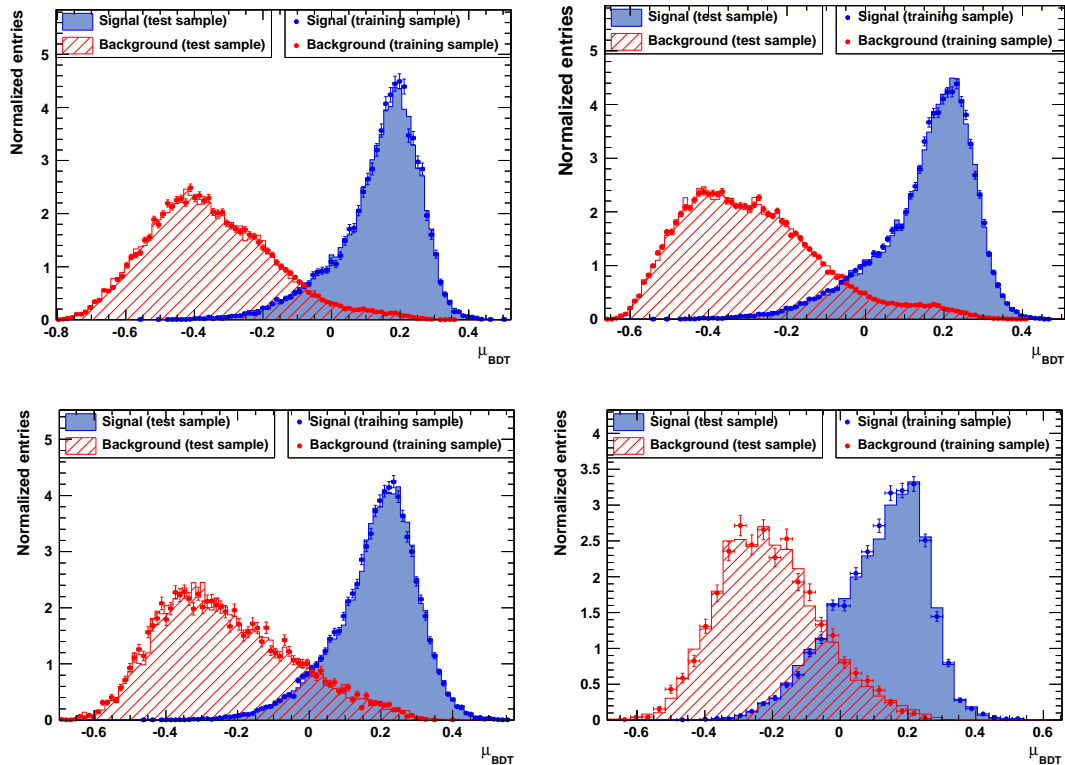 Signal (test sample)
Background (test sample)
Signal (training sample)
Background (training sample)
Normalized entries
5
4
3
2
1
0
-0.8 -0.6 -0.4 -0.2 0 0.2 0.4
μBDT
Signal (test sample)
Background (test sample)
Signal (training sample)
Background (training sample)
Normalized entries
5
4
3
2
1
0
-0.6 -0.4 -0.2 0 0.2 0.4
μBDT
Signal (test sample)
Background (test sample)
Signal (training sample)
Background (training sample)
Normalized entries
5
4
3
2
1
0
-0.6 -0.4 -0.2 0 0.2 0.4
μBDT
Signal (test sample)
Background (test sample)
Signal (training sample)
Background (training sample)
Normalized entries
4
3.5
3
2.5
2
1.5
1
0.5
0
-0.6 -0.4 -0.2 0 0.2 0.4 0.6
μBDT